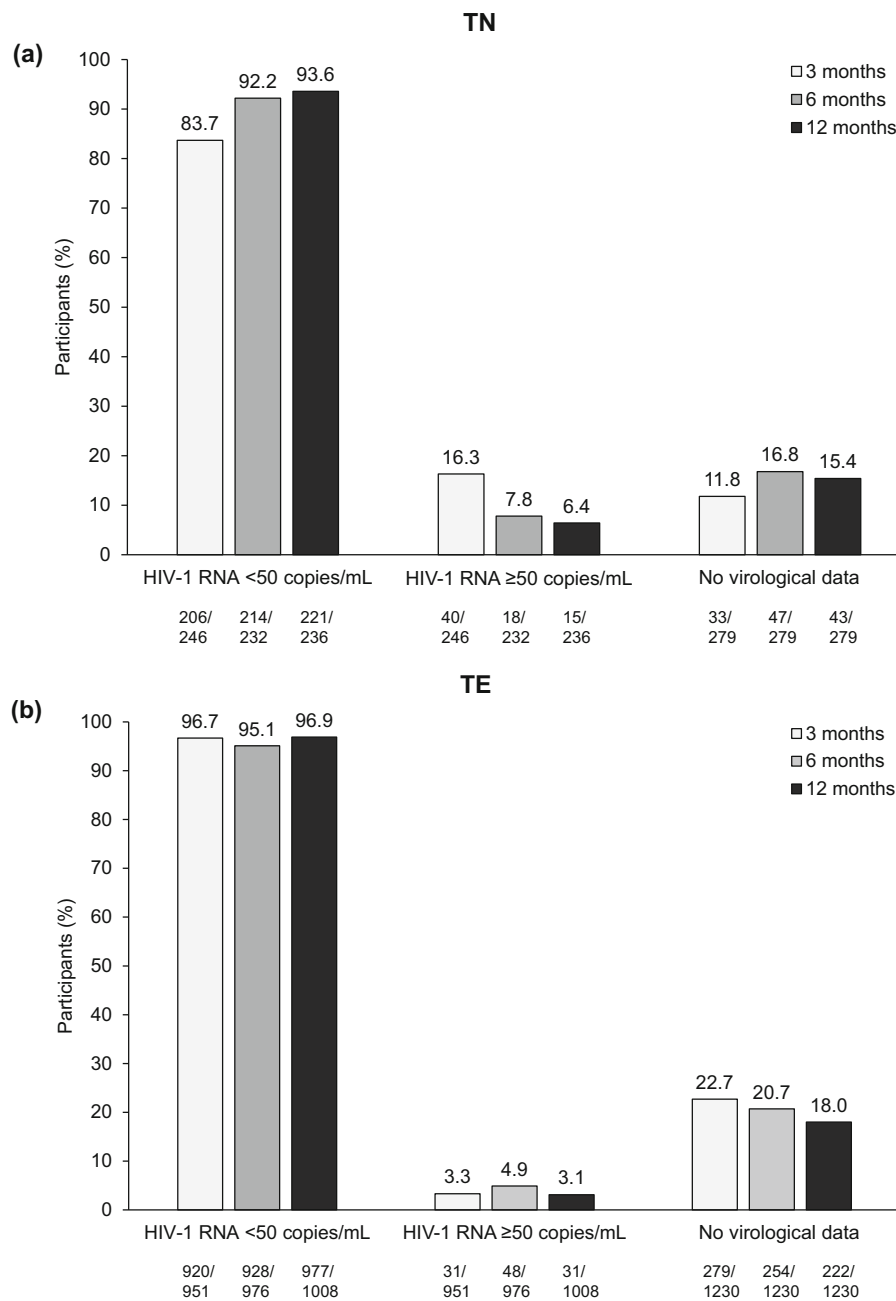 TN
(a)
3 months
6 months
12 months
Participants (%)
100
90
80
70
60
50
40
30
20
10
0
83.7 92.2 93.6
16.3 7.8 6.4
11.8 16.8 15.4
HIV-1 RNA <50 copies/mL HIV-1 RNA ≥50 copies/mL No virological data
206/ 214/ 221/ 40/ 18/ 15/ 33/ 47/ 43/
246 232 236 246 232 236 279 279 279
TE
(b)
3 months
6 months
12 months
Participants (%)
100
90
80
70
60
50
40
30
20
10
0
96.7 95.1 96.9
3.3 4.9 3.1
22.7 20.7 18.0
HIV-1 RNA <50 copies/mL HIV-1 RNA ≥50 copies/mL No virological data
920/ 928/ 977/ 31/ 48/ 31/ 279/ 254/ 222/
951 976 1008 951 976 1008 1230 1230 1230